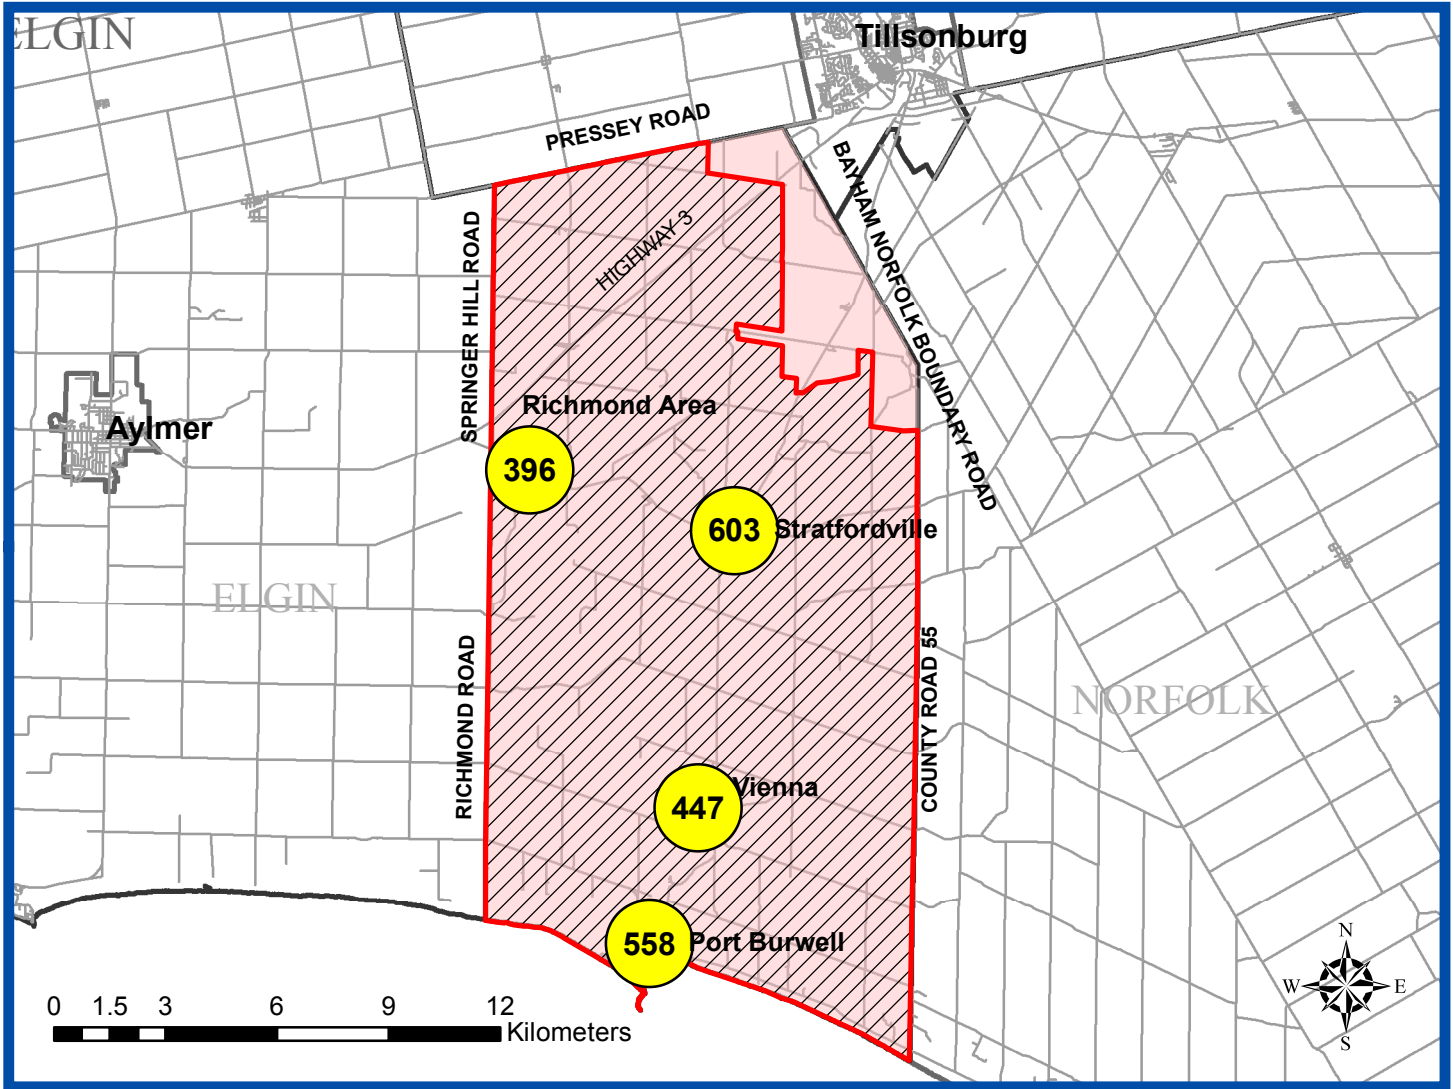 ELGIN
Tillsonburg
PRESSEY ROAD
BAYHAM NORFOLK BOUNDARY ROAD
HIGHWAY 3
SPRINGER HILL ROAD
Richmond Area
Aylmer
396
603
Stratfordville
ELGIN
RICHMOND ROAD
COUNTY ROAD 55
NORFOLK
Vienna
447
558
Port Burwell
N
W
E
S
0 1.5 3 6 9 12
Kilometers